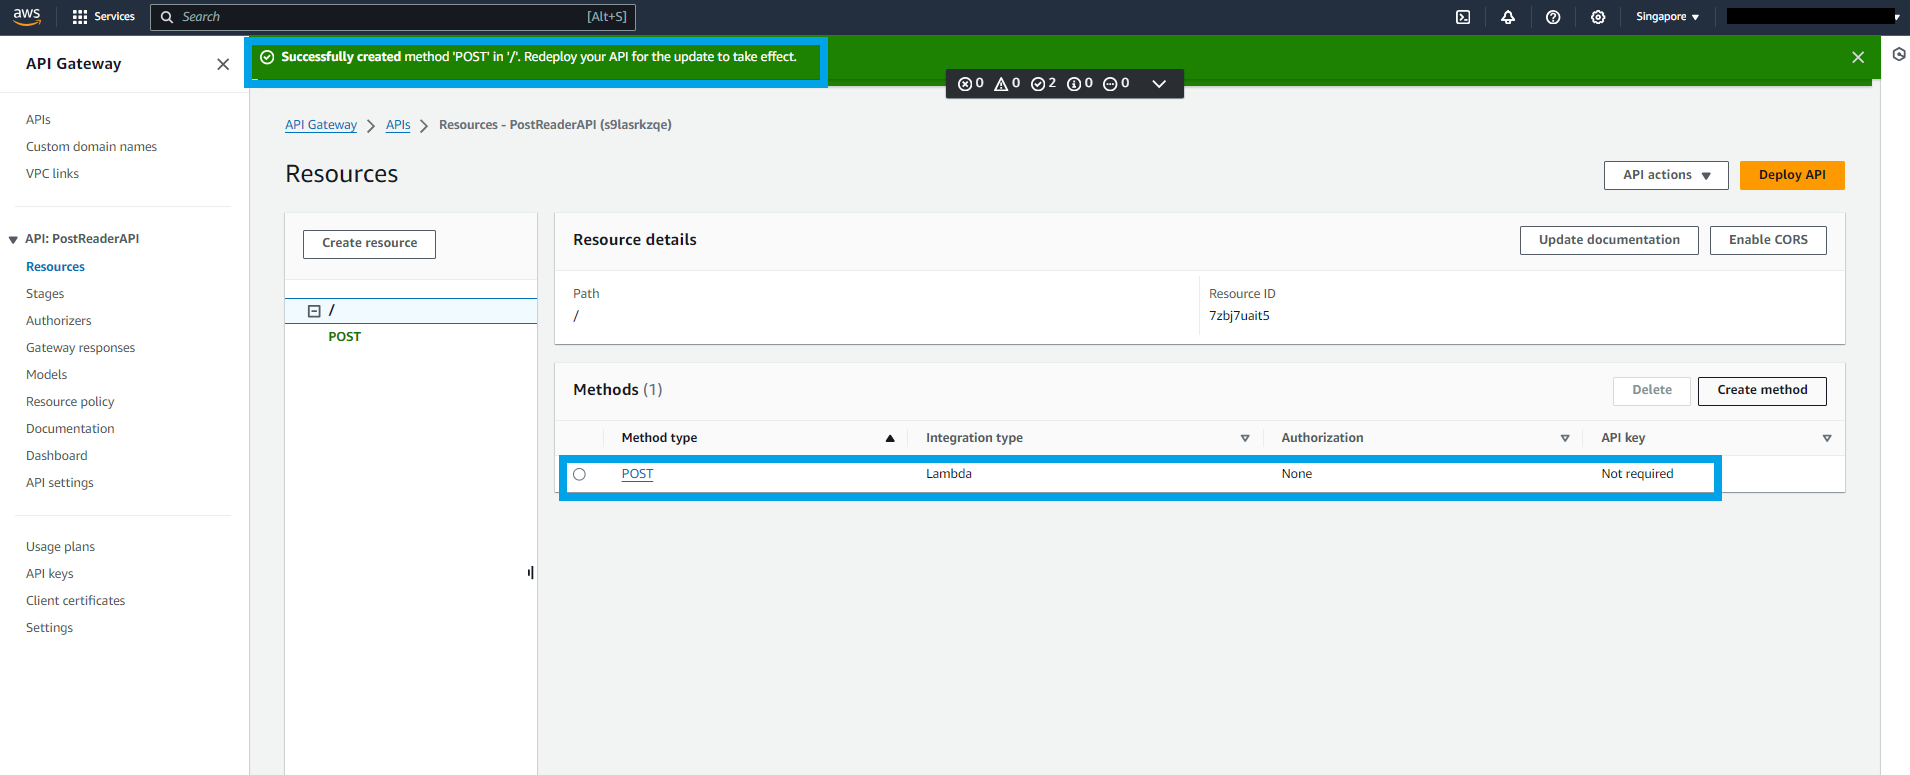 aws Services Search [Alt+S] Singapore
API Gateway
Successfully created method 'POST' in '/'. Redeploy your API for the update to take effect.
0 0 2 0 0
APIs
Custom domain names
VPC links
API: PostReaderAPI
Resources
Stages
Authorizers
Gateway responses
Models
Resource policy
Documentation
Dashboard
API settings
Usage plans
API keys
Client certificates
Settings
API Gateway APIs Resources - PostReaderAPI (s9lasrkzqe)
Resources
API actions Deploy API
Create resource
/
POST
Resource details
Update documentation Enable CORS
Path Resource ID
/ 7zbj7uait5
Methods (1)
Delete Create method
Method type Integration type Authorization API key
POST Lambda None Not required